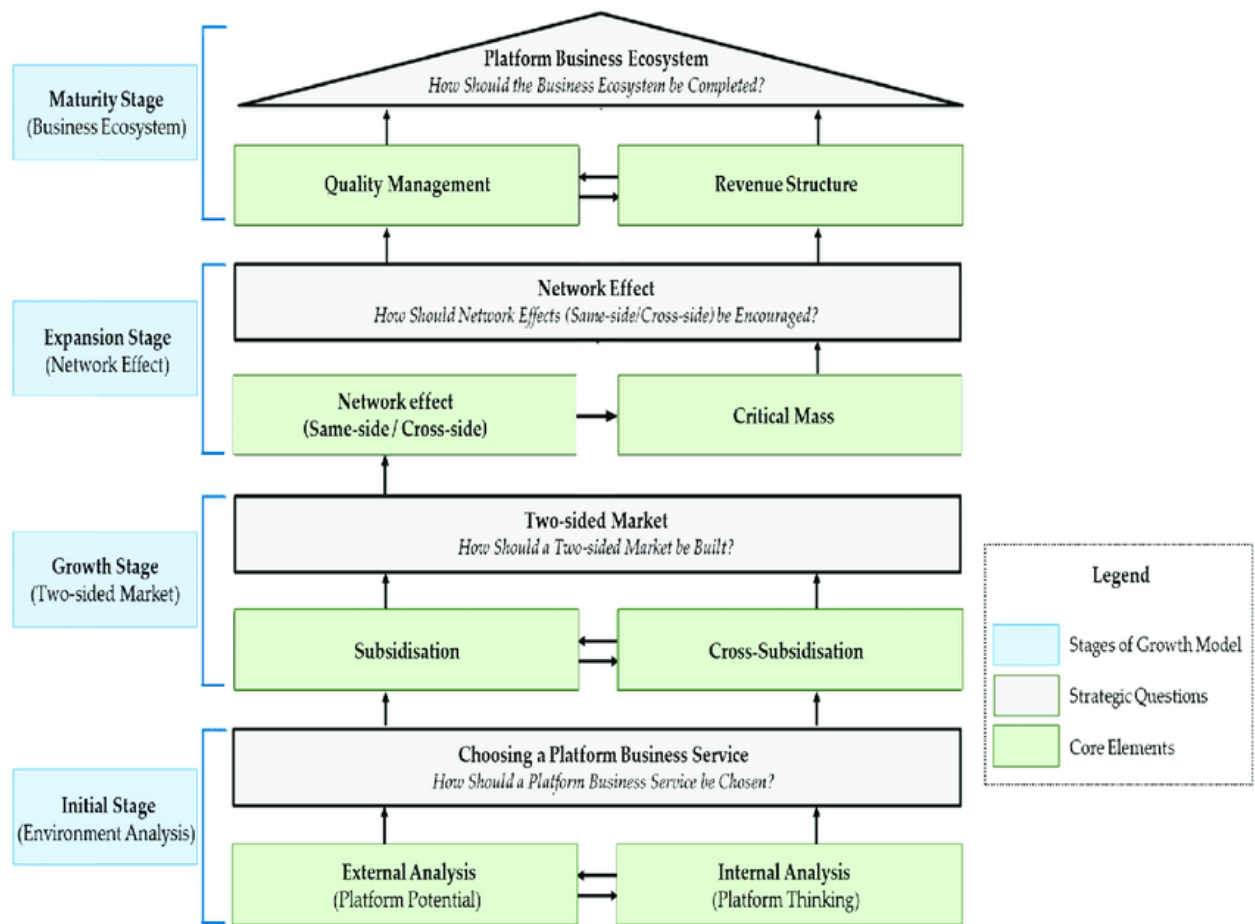 Platform Business Ecosystem
How Should the Business Ecosystem be Completed?
Maturity Stage
(Business Ecosystem)
Quality Management
Revenue Structure
Network Effect
How Should Network Effects (Same-side/Cross-side) be Encouraged?
Expansion Stage
(Network Effect)
Network effect
(Same-side / Cross-side)
Critical Mass
Two-sided Market
How Should a Two-sided Market be Built?
Growth Stage
(Two-sided Market)
Subsidisation
Cross-Subsidisation
Choosing a Platform Business Service
How Should a Platform Business Service be Chosen?
Initial Stage
(Environment Analysis)
External Analysis
(Platform Potential)
Internal Analysis
(Platform Thinking)
Legend
Stages of Growth Model
Strategic Questions
Core Elements